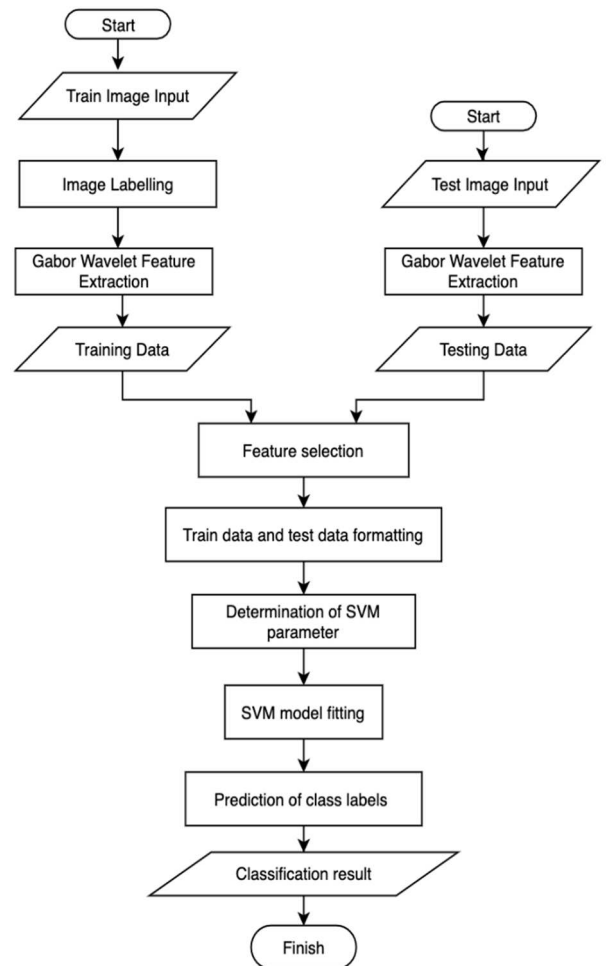 Start
Train Image Input
Image Labelling
Gabor Wavelet Feature
Extraction
Training Data
Start
Test Image Input
Gabor Wavelet Feature
Extraction
Testing Data
Feature selection
Train data and test data formatting
Determination of SVM
parameter
SVM model fitting
Prediction of class labels
Classification result
Finish